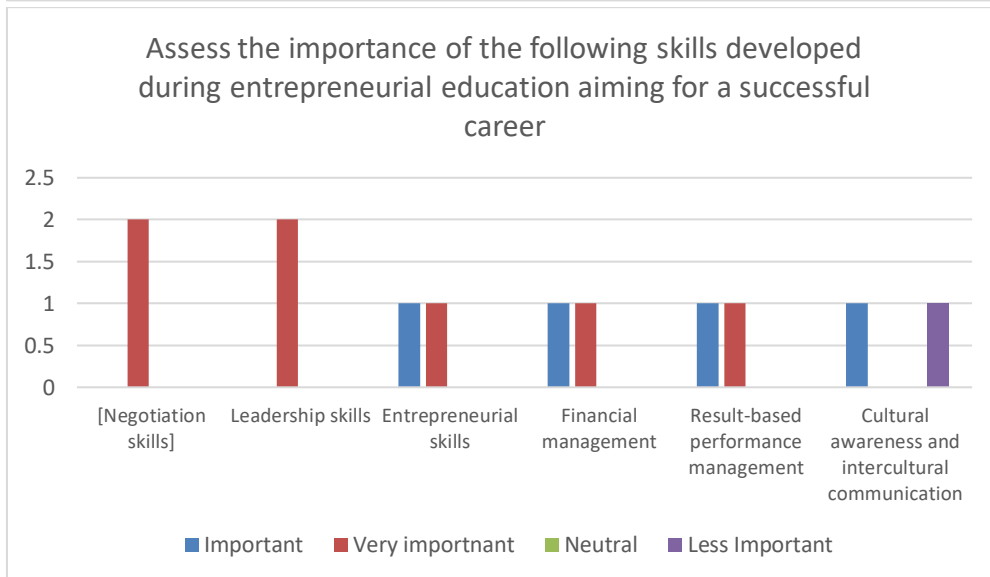 Assess the importance of the following skills developed
during entrepreneurial education aiming for a successful
career
2.5
2
1.5
1
0.5
0
[Negotiation
skills]
Leadership skills
Entrepreneurial
skills
Financial
management
Result-based
performance
management
Cultural
awareness and
intercultural
communication
Important
Very importnant
Neutral
Less Important